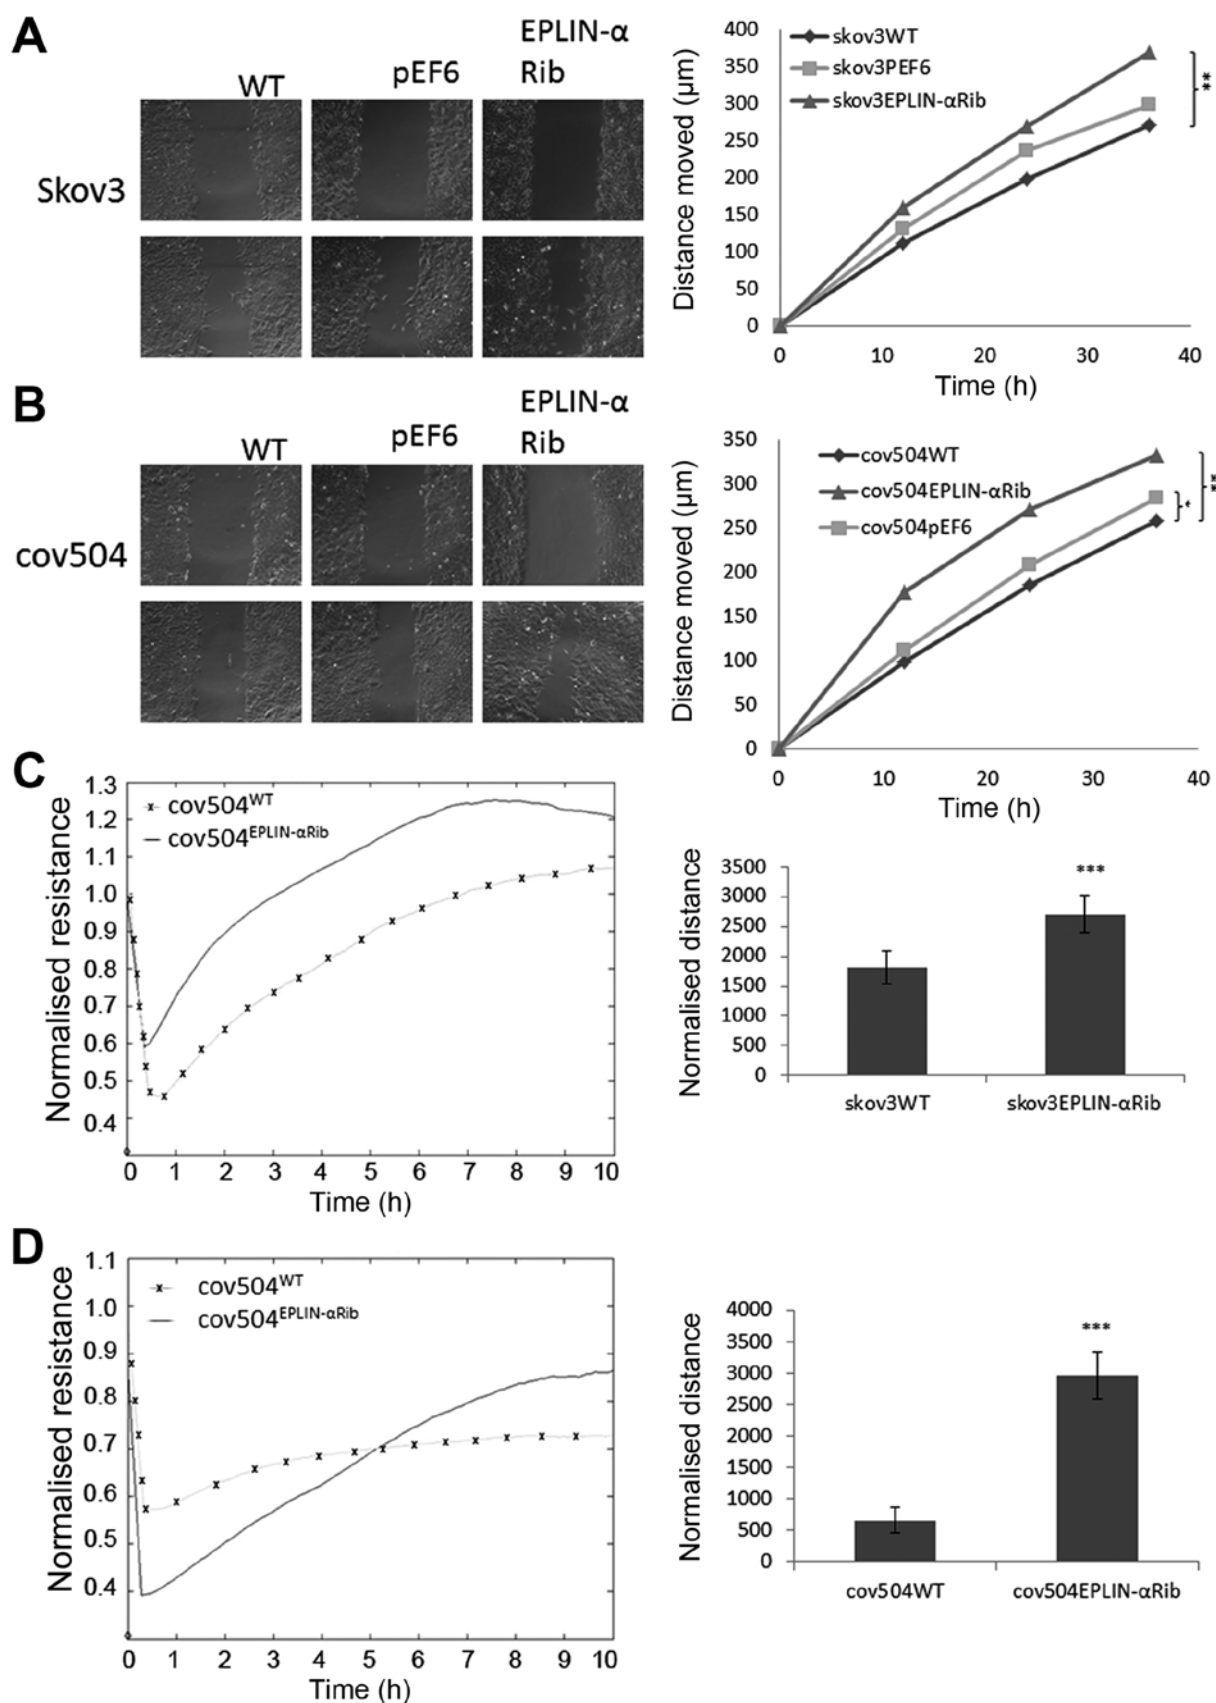 A
WT
pEF6
EPLIN-α
Rib
Skov3
400
350
300
250
200
150
100
50
0
Distance moved (µm)
skov3WT
skov3PEF6
skov3EPLIN-αRib
**
0 10 20 30 40
Time (h)
B
WT
pEF6
EPLIN-α
Rib
cov504
350
300
250
200
150
100
50
0
Distance moved (µm)
cov504WT
cov504EPLIN-αRib
cov504pEF6
**
0 10 20 30 40
Time (h)
C
1.3
1.2
1.1
1.0
0.9
0.8
0.7
0.6
0.5
0.4
Normalised resistance
cov504WT
cov504EPLIN-αRib
0 1 2 3 4 5 6 7 8 9 10
Time (h)
3500
3000
2500
2000
1500
1000
500
0
Normalised distance
***
skov3WT skov3EPLIN-αRib
D
1.1
1.0
0.9
0.8
0.7
0.6
0.5
0.4
Normalised resistance
cov504WT
cov504EPLIN-αRib
0 1 2 3 4 5 6 7 8 9 10
Time (h)
4000
3500
3000
2500
2000
1500
1000
500
0
Normalised distance
***
cov504WT cov504EPLIN-αRib